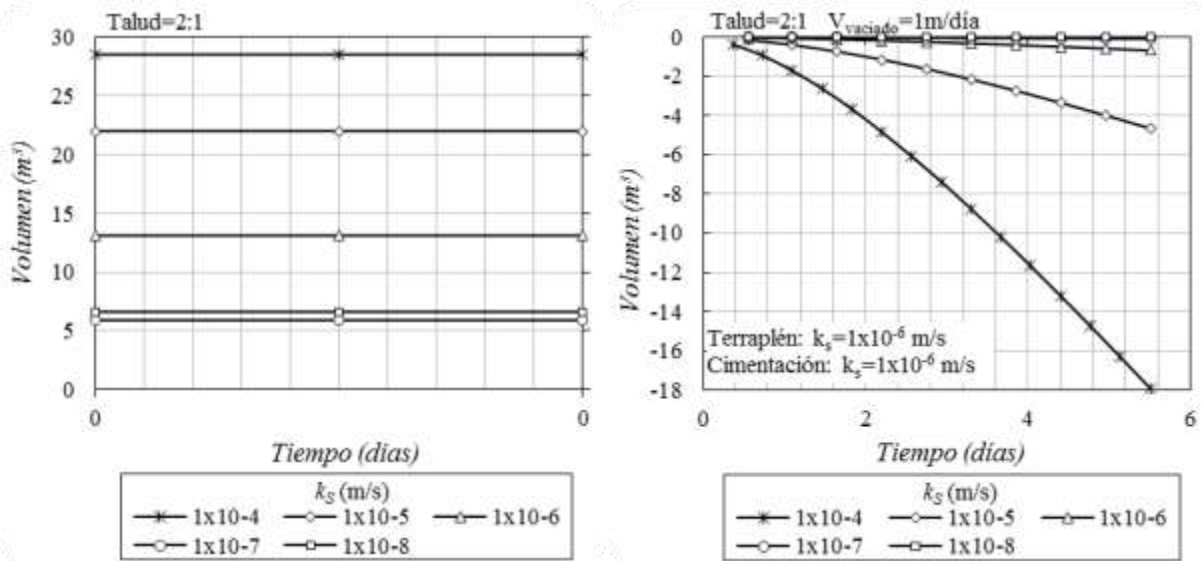 Talud=2:1
30
25
20
15
10
5
0
Volumen (m³)
0 0
Tiempo (días)
k_S (m/s)
1x10-4 1x10-5 1x10-6
1x10-7 1x10-8
Talud=2:1 V_vaciado=1m/día
0
-2
-4
-6
-8
-10
-12
-14
-16
-18
Volumen (m³)
Terraplén: k_s=1x10⁻⁶ m/s
Cimentación: k_s=1x10⁻⁶ m/s
0 2 4 6
Tiempo (días)
k_S (m/s)
1x10-4 1x10-5 1x10-6
1x10-7 1x10-8